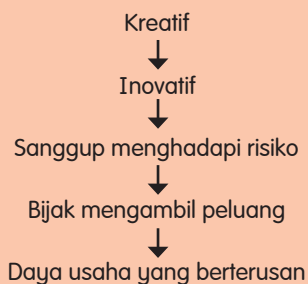 Kreatif
Inovatif
Sanggup menghadapi risiko
Bijak mengambil peluang
Daya usaha yang berterusan